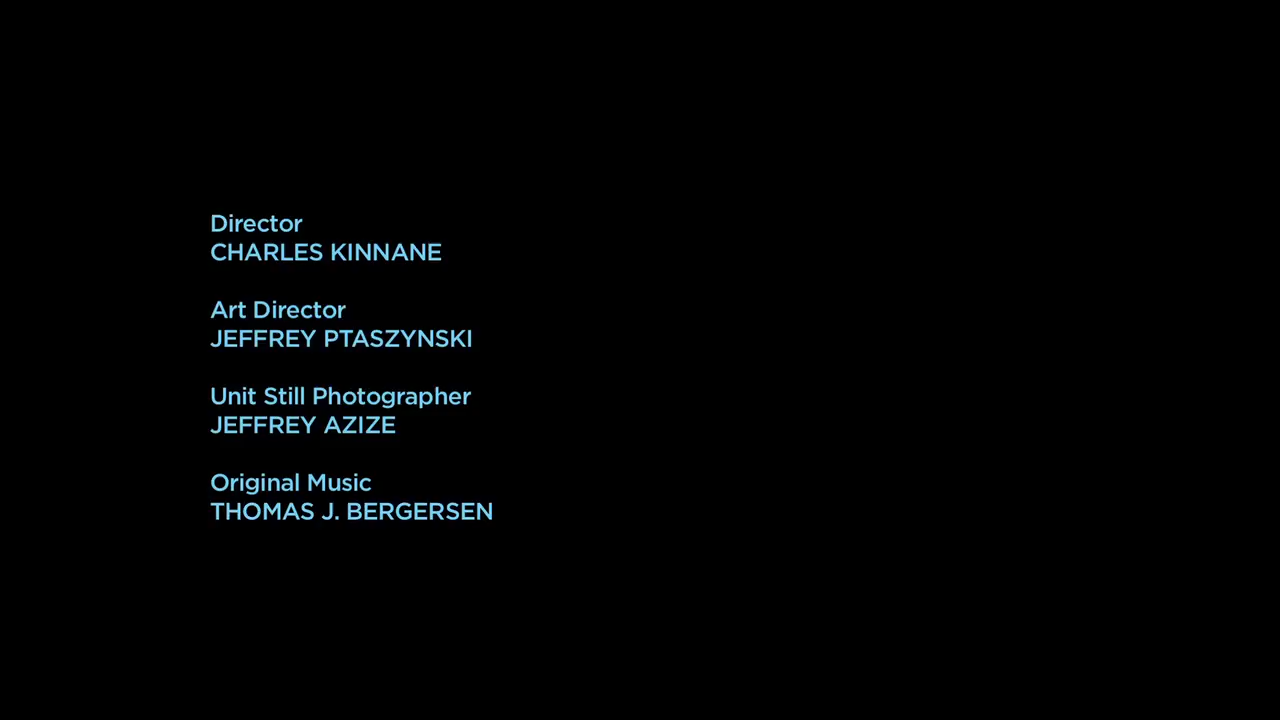 Director
CHARLES KINNANE
Art Director
JEFFREY PTASZYNSKI
Unit Still Photographer
JEFFREY AZIZE
Original Music
THOMAS J. BERGERSEN